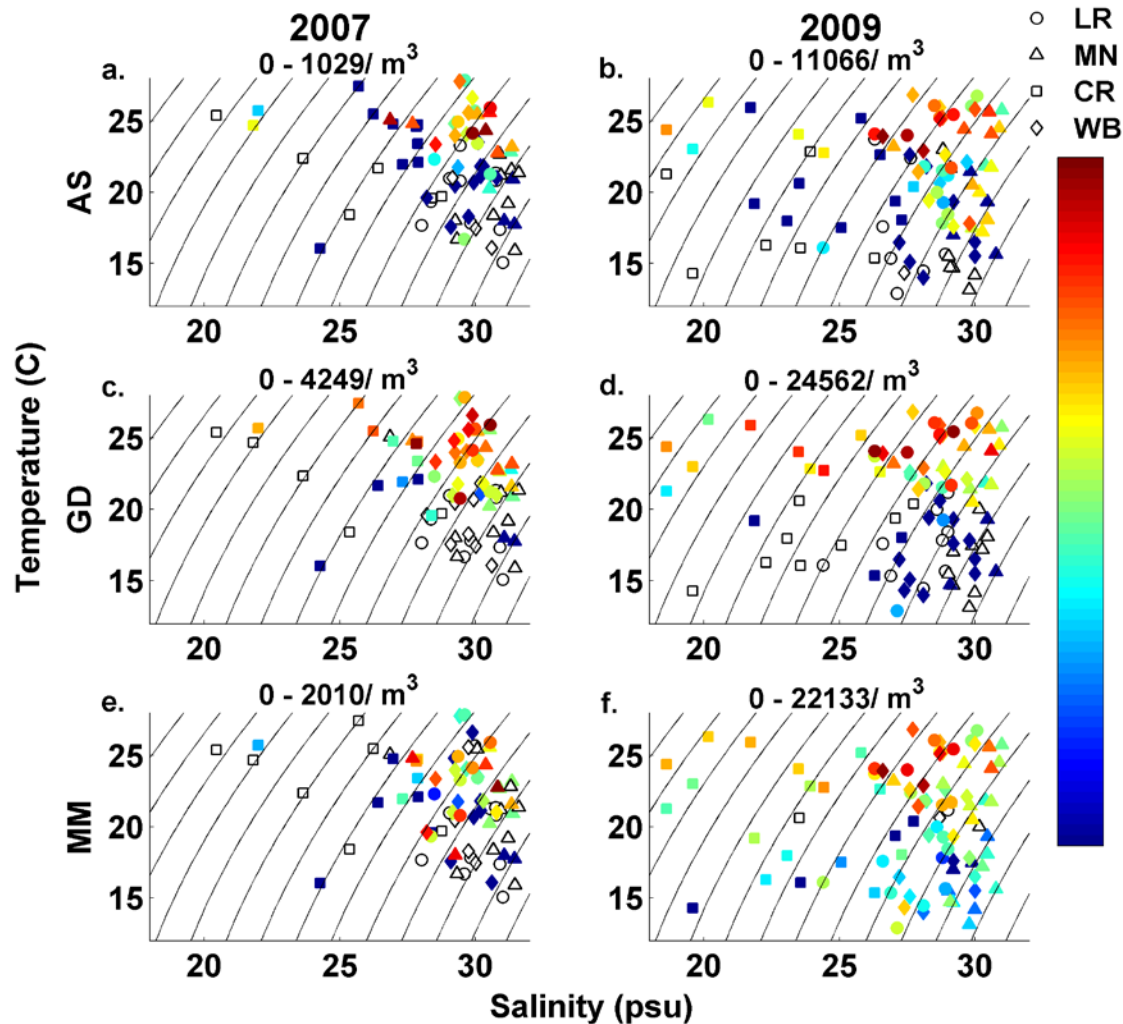 2007
2009
0 - 1029/ m³
0 - 11066/ m³
a.
b.
AS
25
20
15
25
20
15
20
25
30
20
25
30
0 - 4249/ m³
0 - 24562/ m³
c.
d.
GD
25
20
15
25
20
15
20
25
30
20
25
30
0 - 2010/ m³
0 - 22133/ m³
e.
f.
MM
25
20
15
25
20
15
20
25
30
20
25
30
Temperature (C)
Salinity (psu)
LR
MN
CR
WB